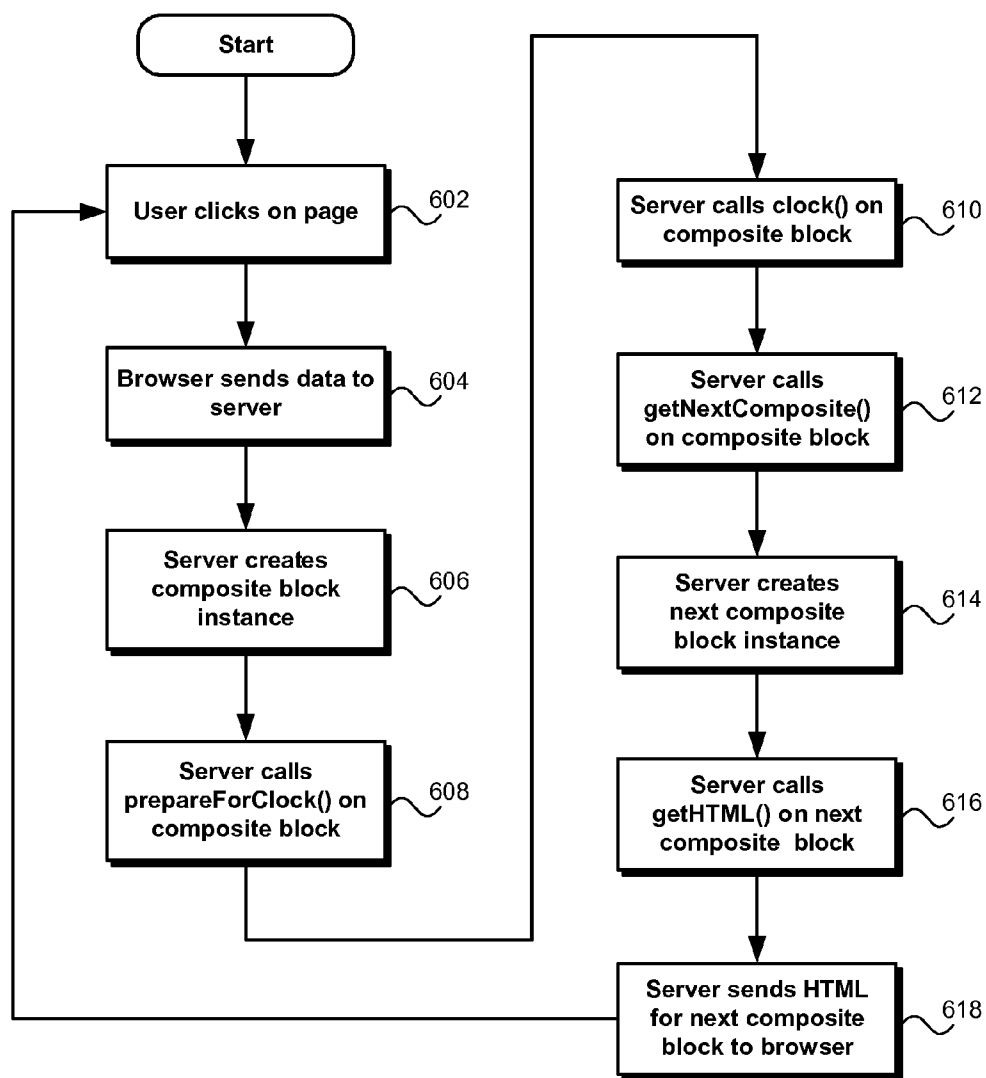 Start
User clicks on page
602
Browser sends data to
server
604
Server creates
composite block
instance
606
Server calls
prepareForClock() on
composite block
608
Server calls clock() on
composite block
610
Server calls
getNextComposite()
on composite block
612
Server creates
next composite
block instance
614
Server calls
getHTML() on next
composite block
616
Server sends HTML
for next composite
block to browser
618